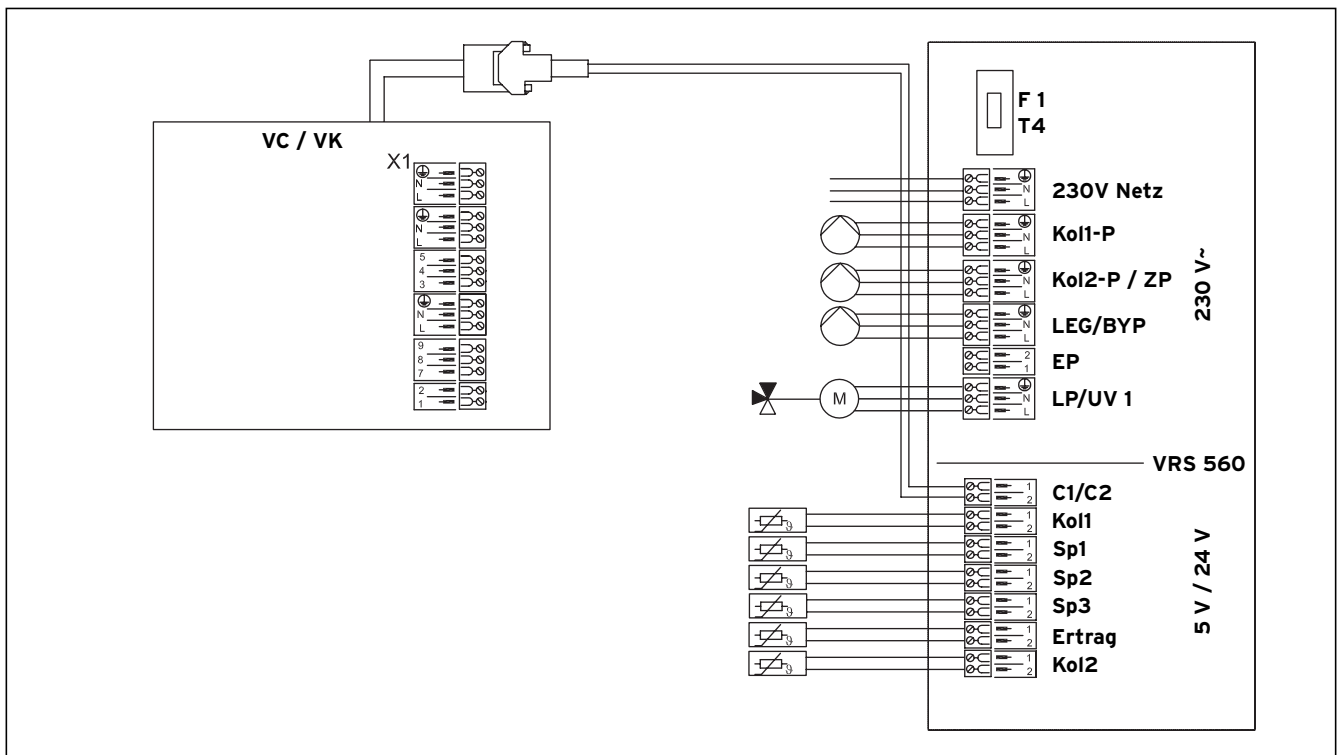 VC / VK
X1
N
L
N
L
5
4
3
N
L
9
8
7
2
1
F 1
T4
N
L
230V Netz
N
L
Kol1-P
N
L
Kol2-P / ZP
N
L
LEG/BYP
2
1
EP
M
N
L
LP/UV 1
230 V~
VRS 560
1
2
C1/C2
ϑ
1
2
Kol1
ϑ
1
2
Sp1
ϑ
1
2
Sp2
ϑ
1
2
Sp3
ϑ
1
2
Ertrag
ϑ
1
2
Kol2
5 V / 24 V